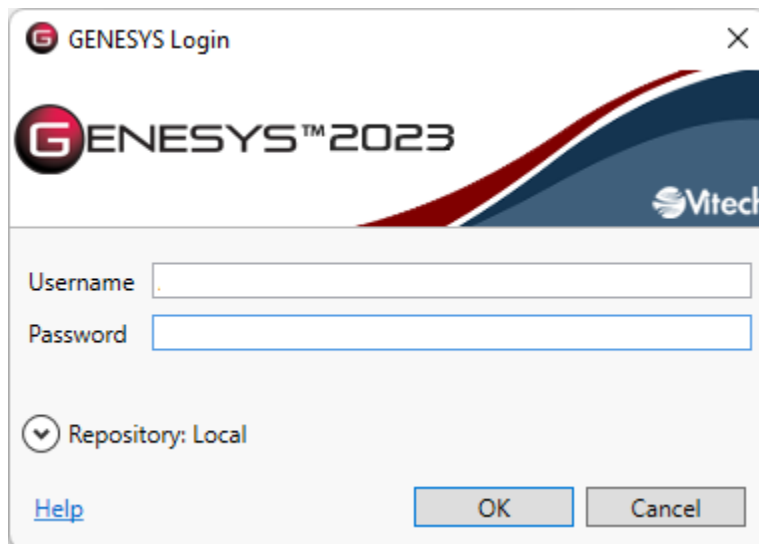 GENESYS Login
GENESYS™2023
Vitech
Username
Password
Repository: Local
Help OK Cancel